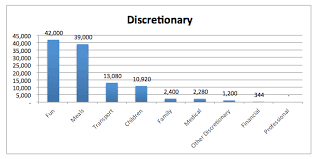 Discretionary
45,000
40,000
35,000
30,000
25,000
20,000
15,000
10,000
5,000
-
42,000
39,000
13,080
10,920
2,400
2,280
1,200
344
-
Fun
Meals
Transport
Children
Family
Medical
Other Discretionary
Financial
Professional